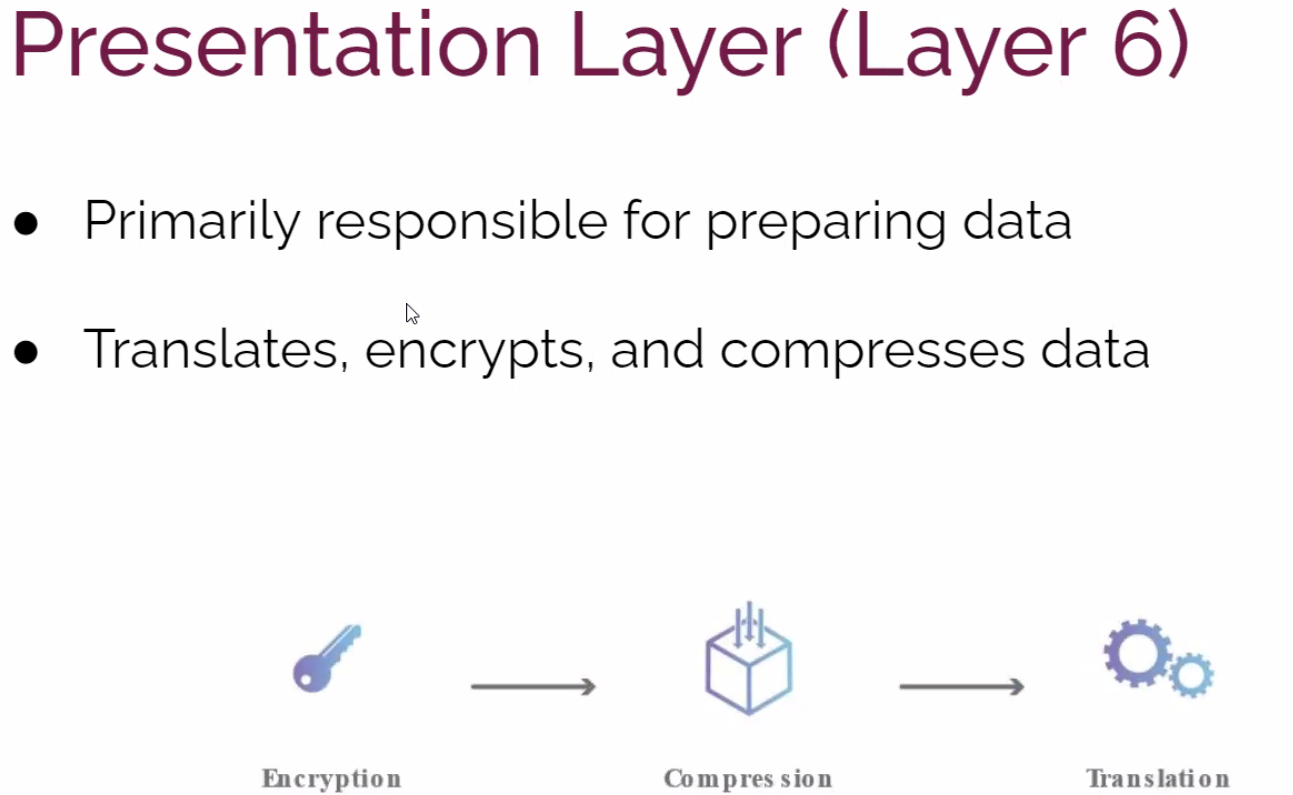 Presentation Layer (Layer 6)
● Primarily responsible for preparing data
● Translates, encrypts, and compresses data
Encryption
Compression
Translation